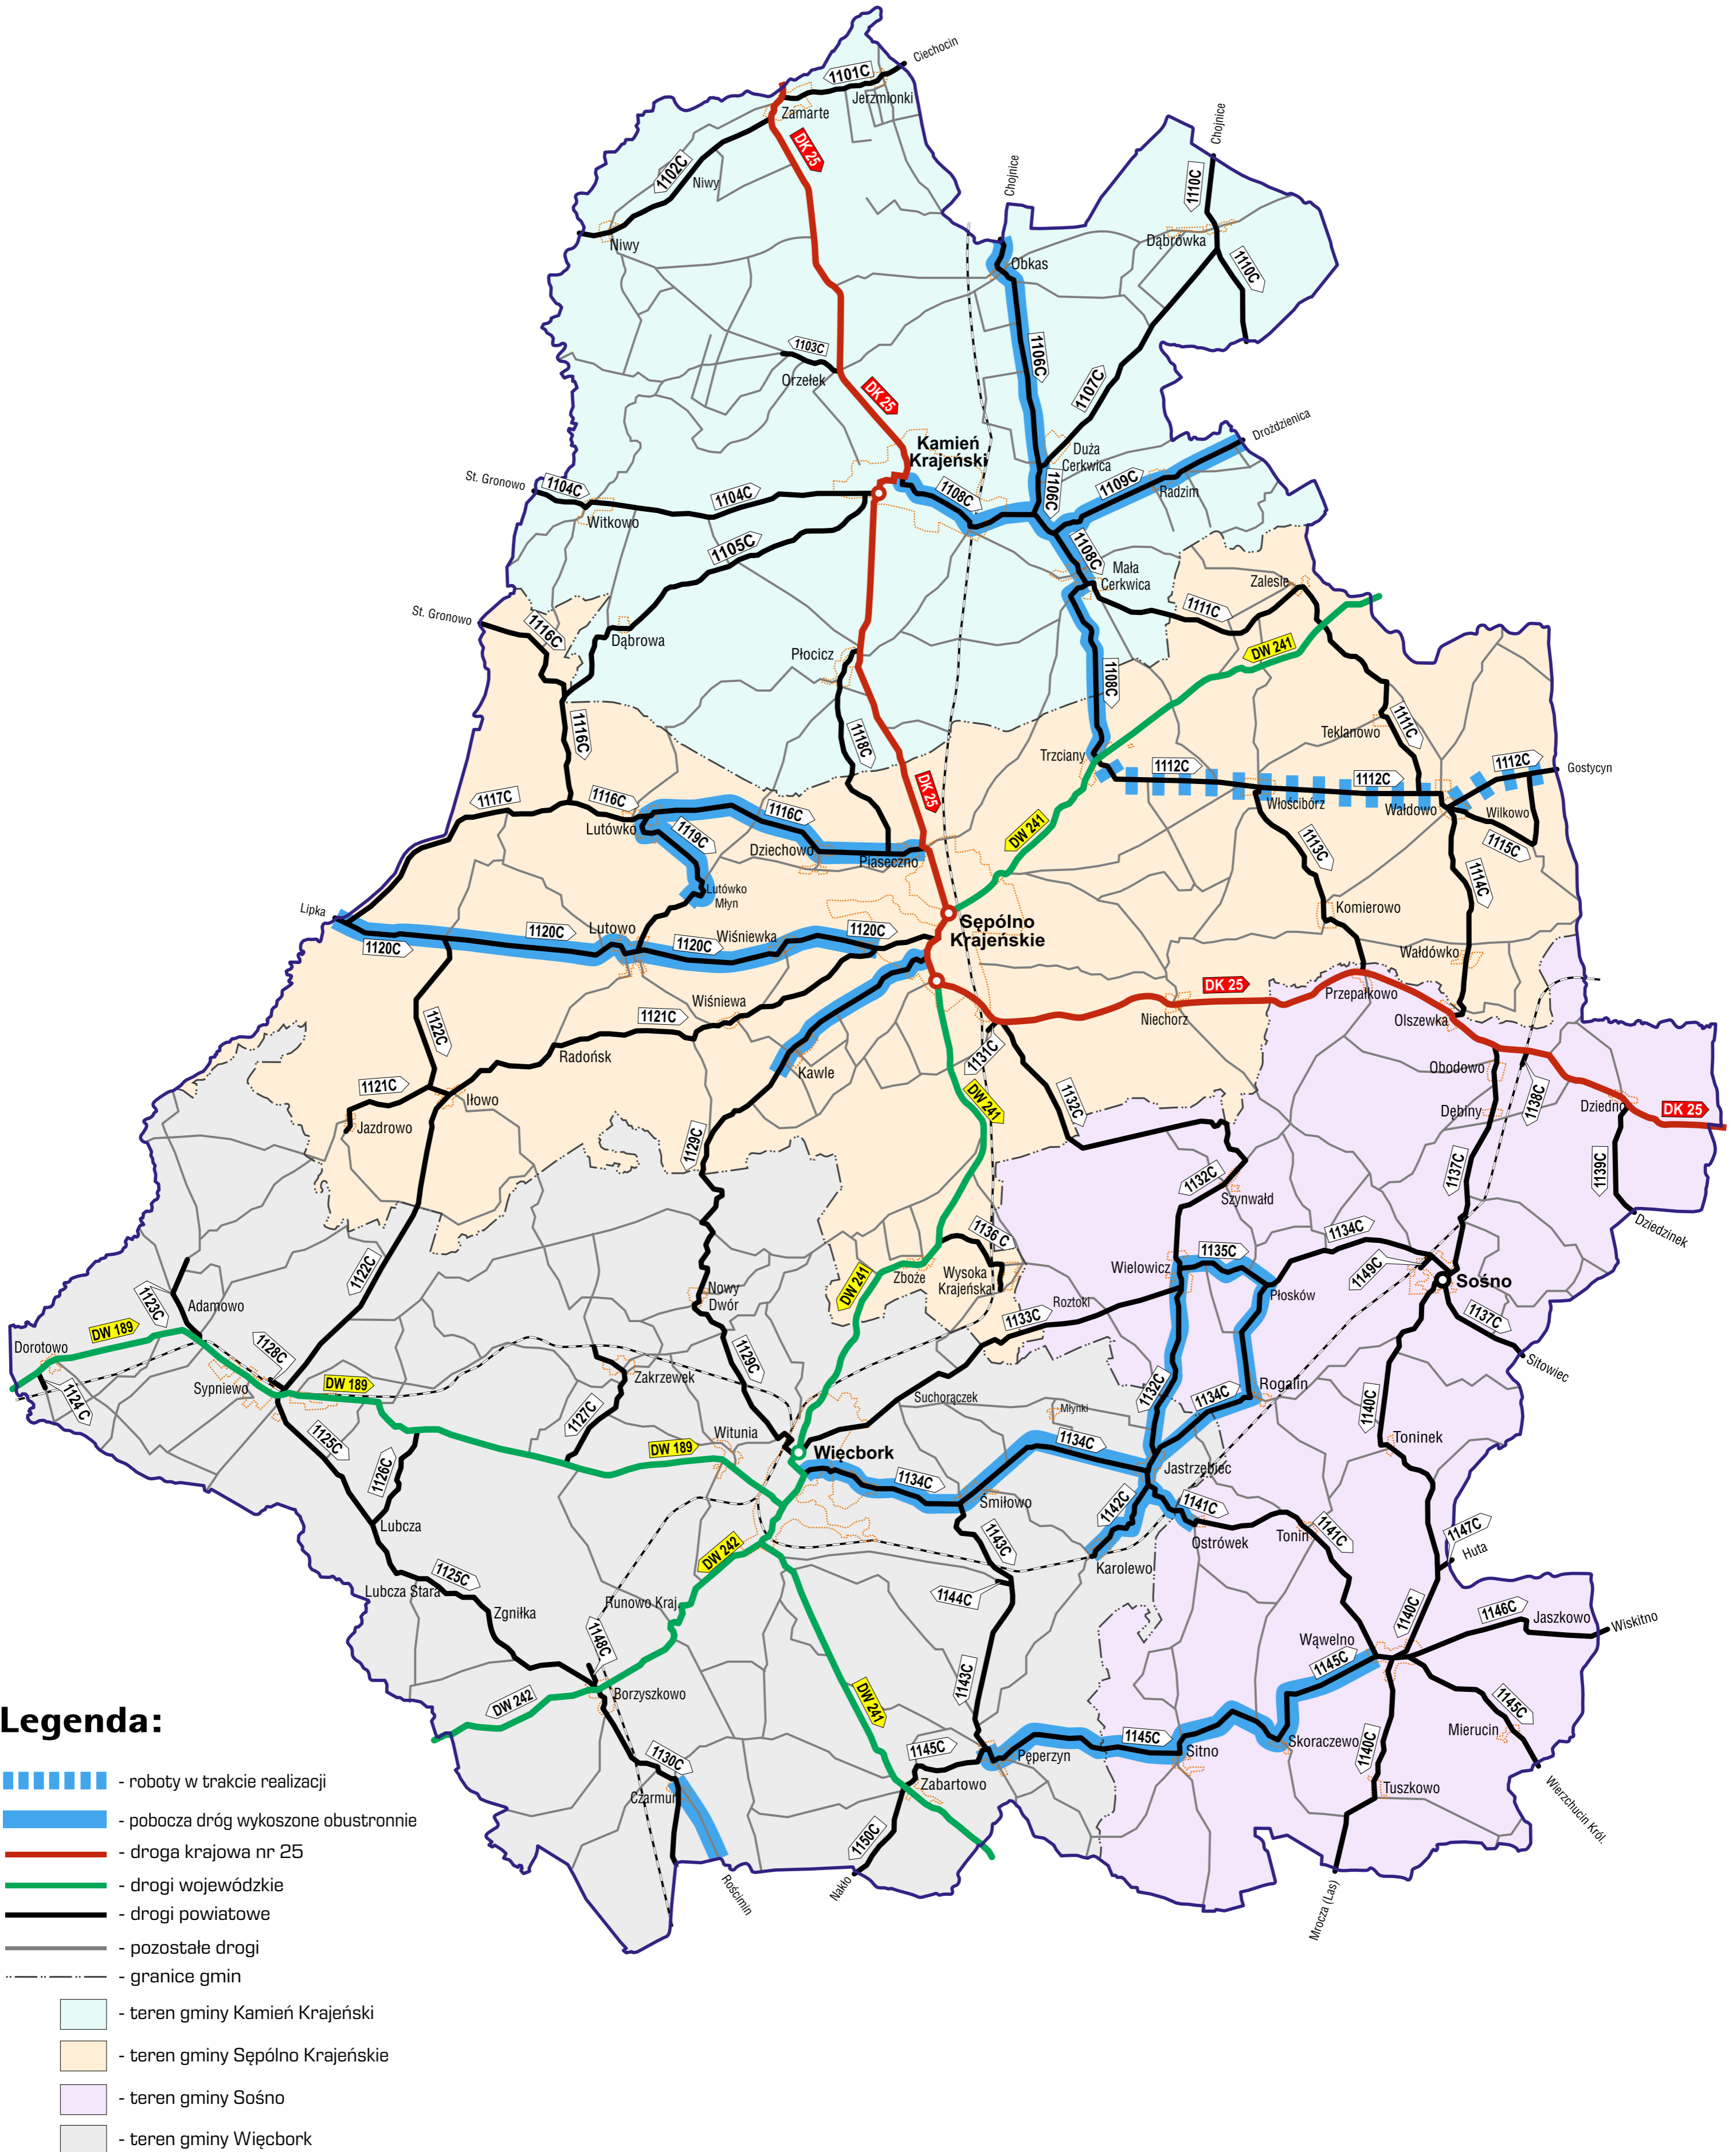 Ciechocin
1101C
Jerzmionki
Zamarte
DK 25
Chojnice
1102C
Niwy
Chojnice
1110C
Niwy
Dąbrówka
Obkas
1110C
1103C
Orzełek
1106C
1107C
DK 25
Drożdzienica
Kamień
Krajeński
Duża
Cerkwica
St. Gronowo
1104C
1104C
1108C
1106C
1109C
Radzim
Witkowo
1105C
1108C
Mała
Cerkwica
Zalesie
St. Gronowo
1116C
1111C
Dąbrowa
DW 241
Płocicz
1108C
1116C
1118C
Teklanowo
1111C
Trzciany
1112C
1112C
Gostycyn
DK 25
1112C
1117C
1116C
1116C
Włościbórz
Wałdowo
Wilkowo
Lutówko
1119C
DW 241
1113C
1115C
Dziechowo
Piaseczno
1114C
Lutówko
Młyn
Lipka
Komierowo
1120C
1120C
Lutowo
1120C
Wiśniewka
1120C
Sępólno
Krajeńskie
Wałdówko
DK 25
Przepałkowo
Wiśniewa
1121C
Niechorz
Olszewka
1122C
Radońsk
1131C
Kawle
Obodowo
1121C
Iłowo
DW 241
1132C
1138C
Dziedno
DK 25
Jazdrowo
Dębiny
1129C
1137C
1139C
1132C
Szynwałd
Dziedzinek
1136 C
1134C
1135C
1122C
Zboże
Wysoka
Krajeńska
Wielowicz
1149C
Sośno
1123C
Adamowo
DW 241
Nowy
Dwór
Roztoki
Płosków
1137C
DW 189
Dorotowo
1133C
1128C
1129C
Sitowiec
Sypniewo
1124 C
DW 189
Zakrzewek
Suchorączek
1132C
1134C
Rogalin
1140C
1127C
Młynki
1125C
Witunia
DW 189
Więcbork
1134C
Toninek
1126C
1134C
Jastrzębiec
Śmiłowo
1142C
1141C
Lubcza
1143C
Ostrówek
Tonin
1141C
1147C
Huta
DW 242
Karolewo
Lubcza Stara
1125C
1144C
Zgniłka
Runowo Kraj.
1140C
1146C
Jaszkowo
Wiskitno
1148C
Wąwelno
1143C
1145C
Borzyszkowo
DW 242
DW 241
1145C
Mierucin
1130C
1145C
Pęperzyn
1145C
Sitno
Skoraczewo
1140C
Czarmuń
Zabartowo
Tuszkowo
Wierzchucin Król.
1150C
Rościmin
Nakło
Mrocza (Las)
Legenda:
- roboty w trakcie realizacji
- pobocza dróg wykoszone obustronnie
- droga krajowa nr 25
- drogi wojewódzkie
- drogi powiatowe
- pozostałe drogi
- granice gmin
- teren gminy Kamień Krajeński
- teren gminy Sępólno Krajeńskie
- teren gminy Sośno
- teren gminy Więcbork